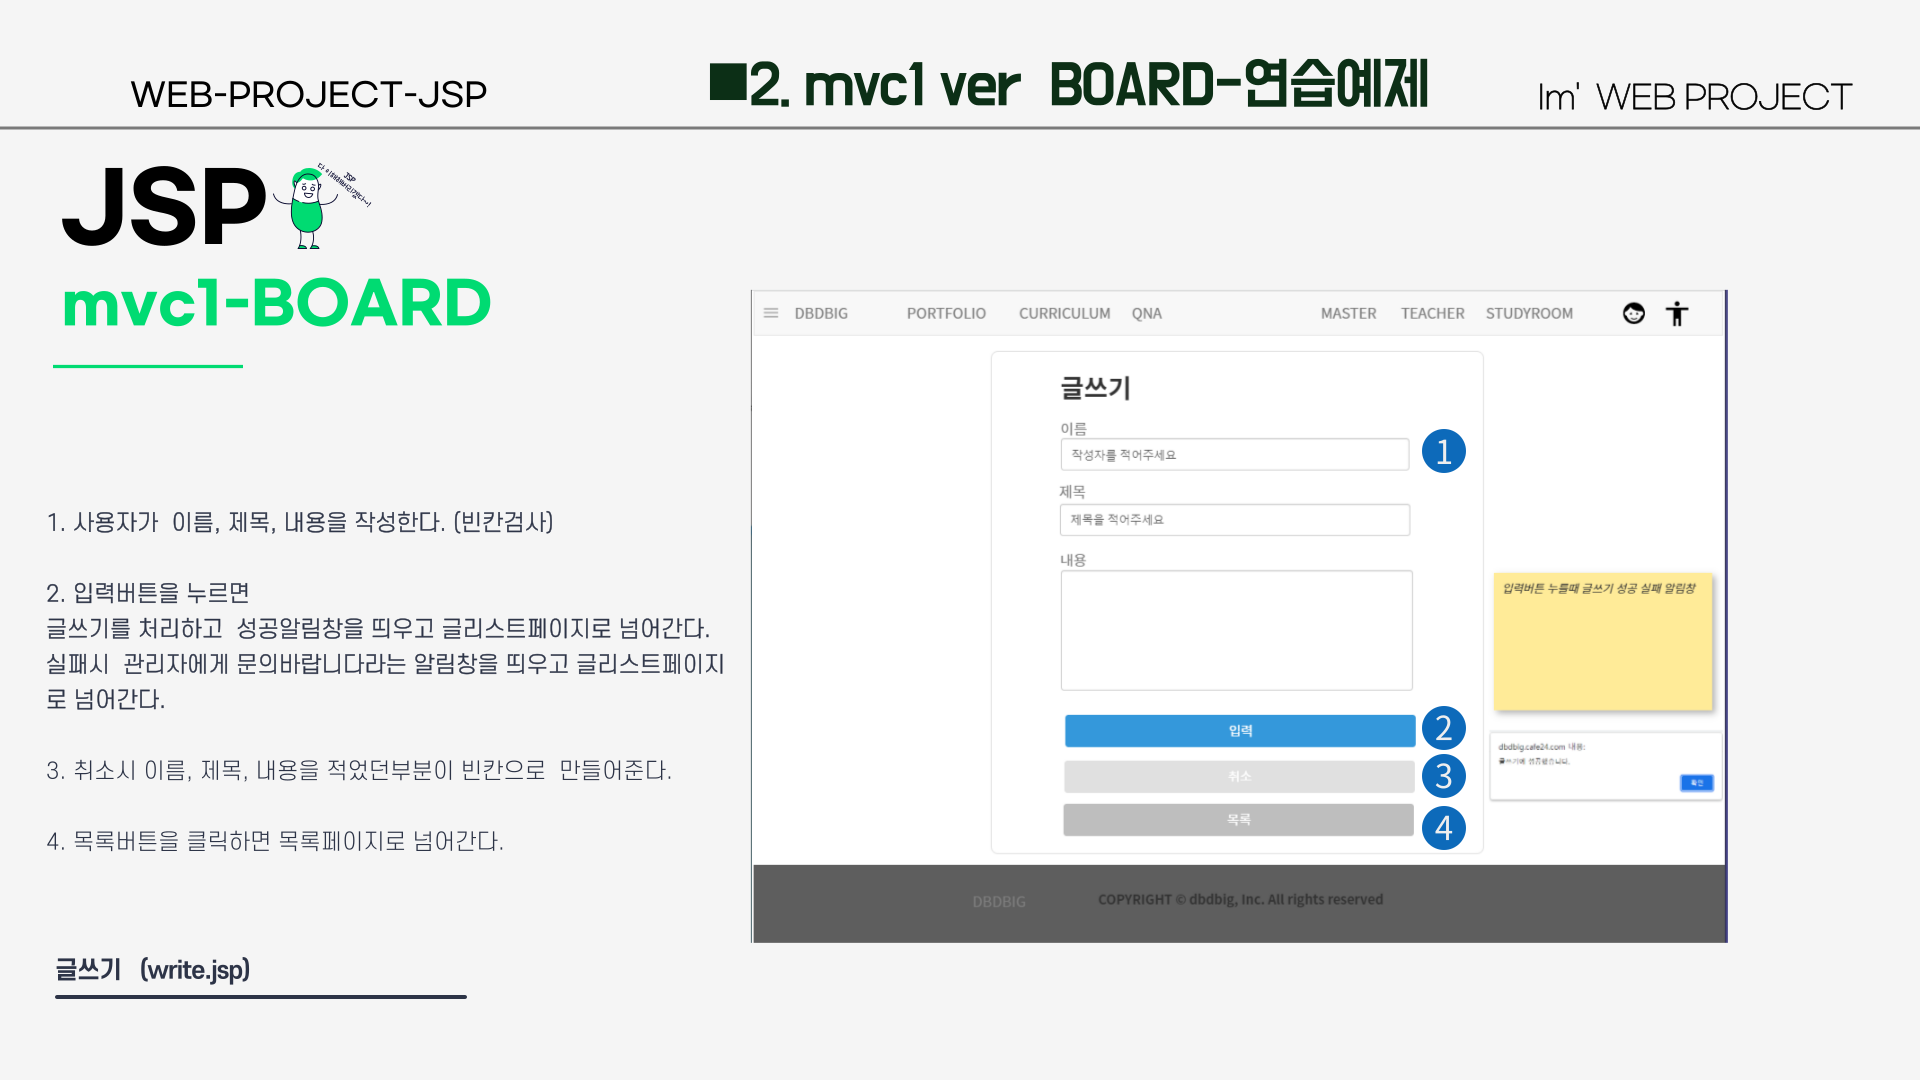 WEB-PROJECT-JSP
■2. mvc1 ver BOARD-연습예제
Im' WEB PROJECT
JSP
JSP
mvc1-BOARD
1. 사용자가 이름, 제목, 내용을 작성한다. (빈칸검사)
2. 입력버튼을 누르면
글쓰기를 처리하고 성공알림창을 띄우고 글리스트페이지로 넘어간다.
실패시 관리자에게 문의바랍니다라는 알림창을 띄우고 글리스트페이지
로 넘어간다.
3. 취소시 이름, 제목, 내용을 적었던부분이 빈칸으로 만들어준다.
4. 목록버튼을 클릭하면 목록페이지로 넘어간다.
글쓰기 (write.jsp)
DBDBIG PORTFOLIO CURRICULUM QNA MASTER TEACHER STUDYROOM
글쓰기
이름
작성자를 적어주세요
1
제목
제목을 적어주세요
내용
입력
2
취소
3
목록
4
입력버튼 누를때 글쓰기 성공 실패 알림창
dbdbig.cafe24.com 내용:
글쓰기에 성공했습니다.
확인
DBDBIG
COPYRIGHT © dbdbig, Inc. All rights reserved